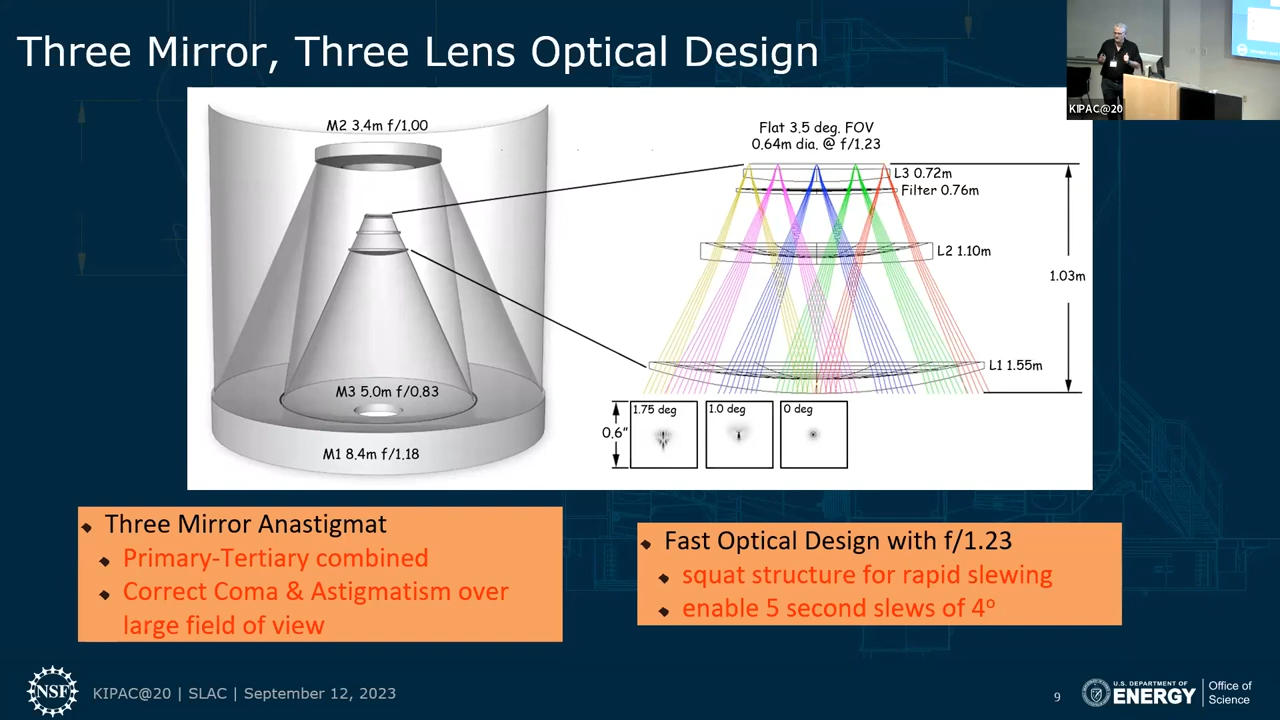 Three Mirror, Three Lens Optical Design
KIPAC@20
M2 3.4m f/1.00
M3 5.0m f/0.83
M1 8.4m f/1.18
Flat 3.5 deg. FOV
0.64m dia. @ f/1.23
L3 0.72m
Filter 0.76m
L2 1.10m
1.03m
L1 1.55m
0.6"
1.75 deg
1.0 deg
0 deg
Three Mirror Anastigmat
Primary-Tertiary combined
Correct Coma & Astigmatism over
large field of view
Fast Optical Design with f/1.23
squat structure for rapid slewing
enable 5 second slews of 4º
NSF
KIPAC@20 | SLAC | September 12, 2023
9
U.S. DEPARTMENT OF
ENERGY
Office of
Science